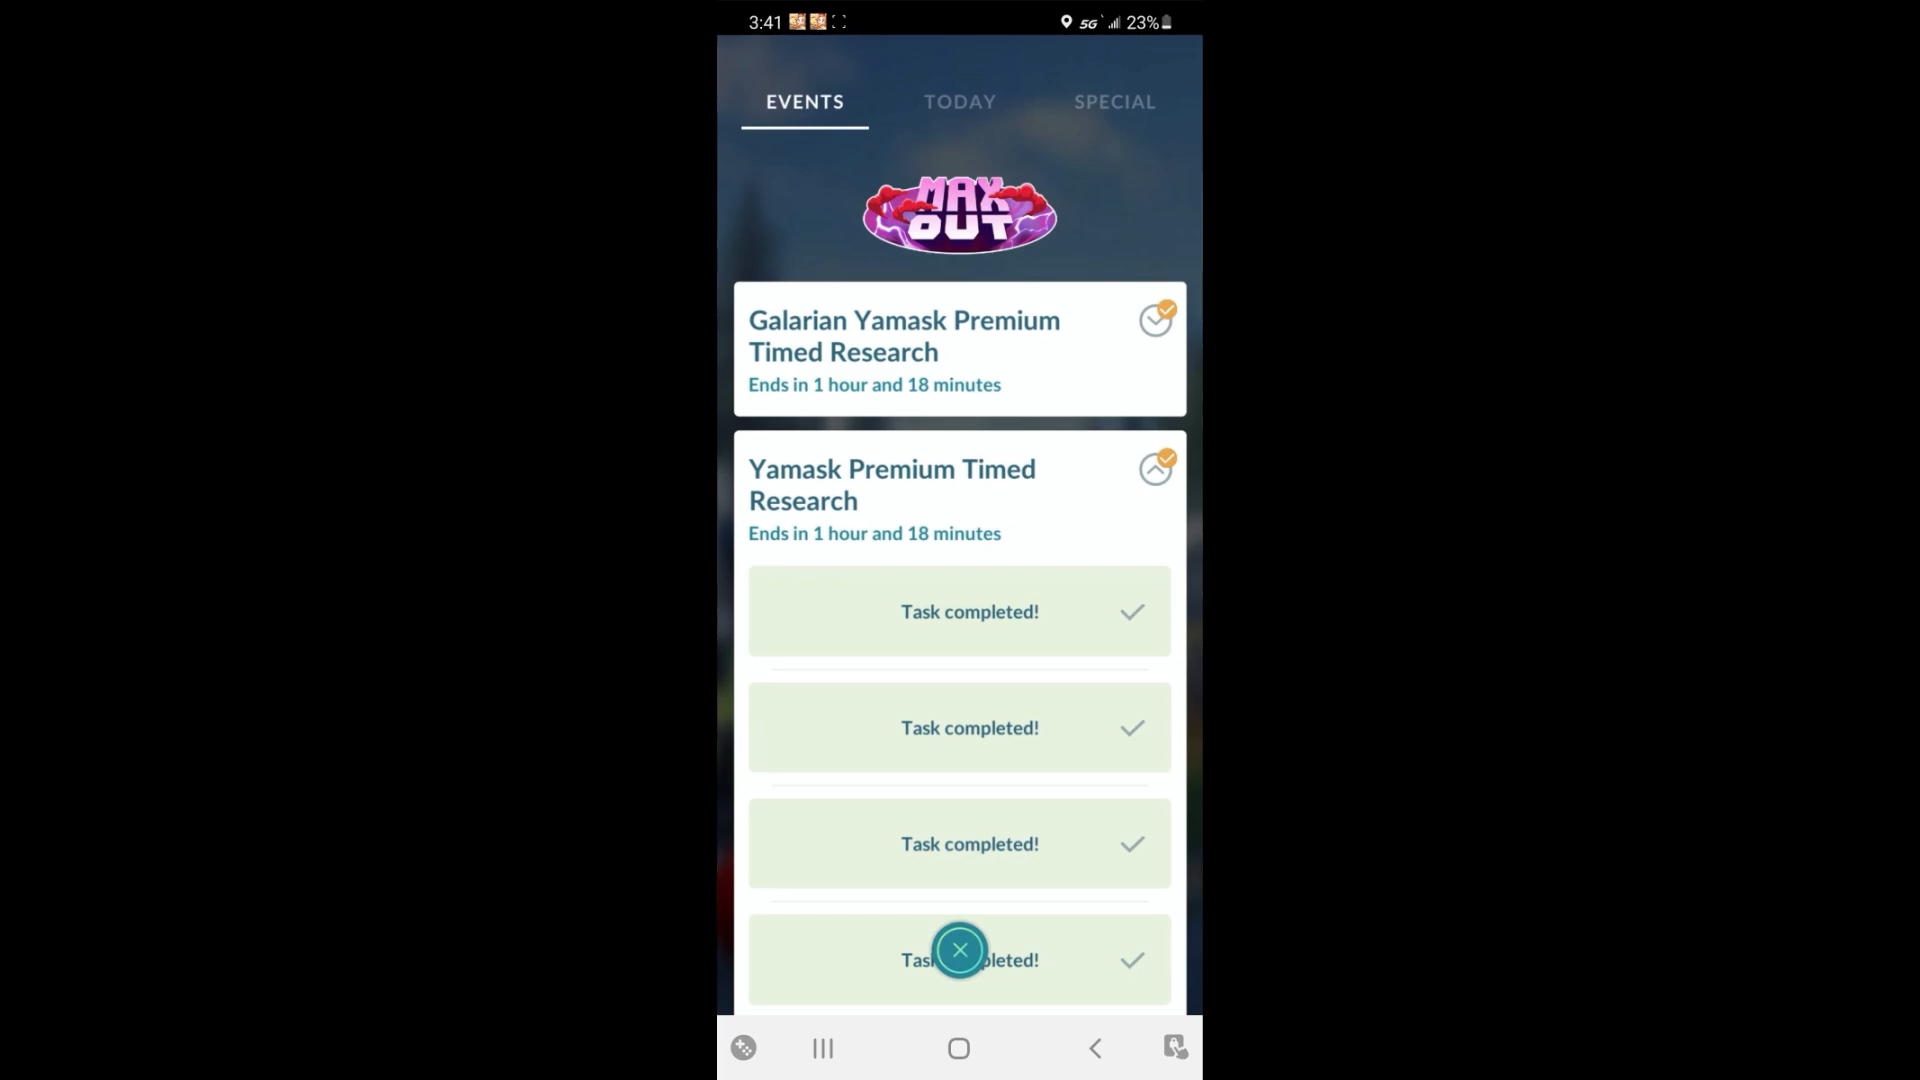 3:41 5G 23%
EVENTS TODAY SPECIAL
MAX
OUT
Galarian Yamask Premium
Timed Research
Ends in 1 hour and 18 minutes
Yamask Premium Timed
Research
Ends in 1 hour and 18 minutes
Task completed!
Task completed!
Task completed!